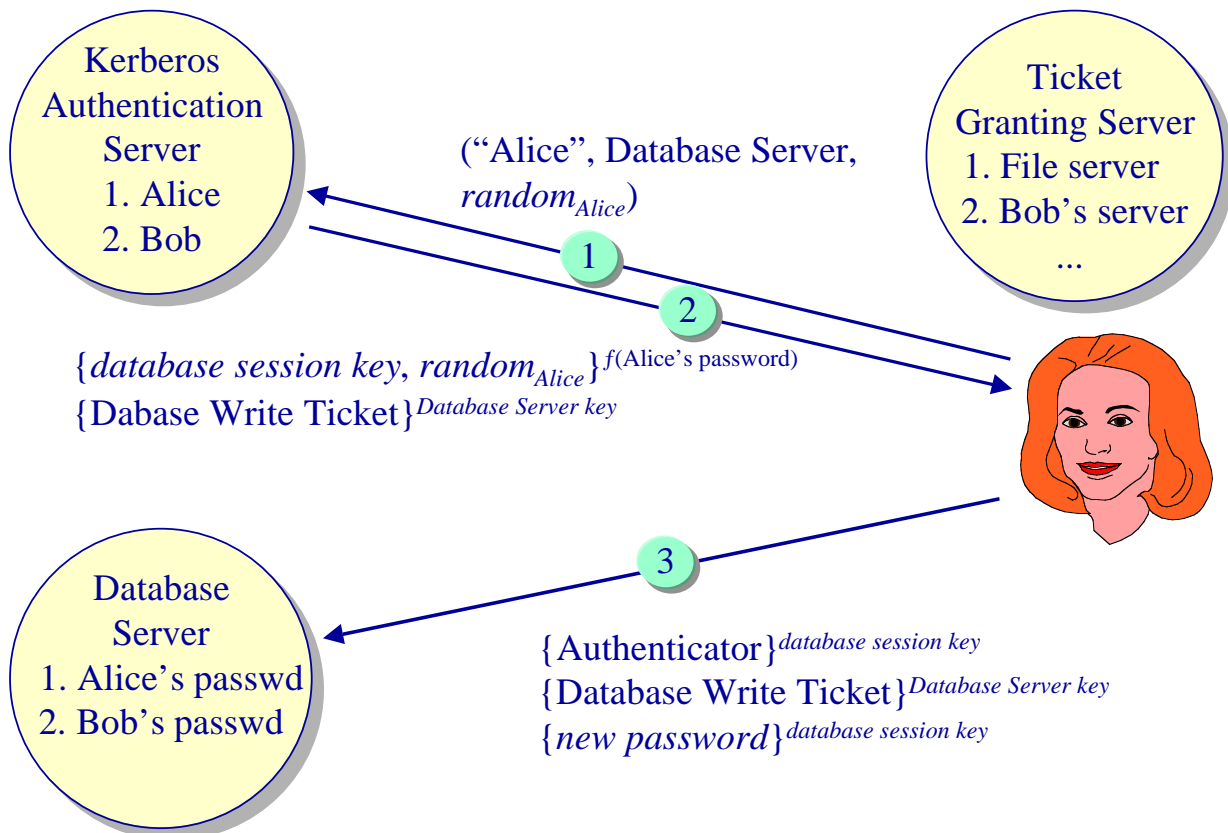 Kerberos
Authentication
Server
1. Alice
2. Bob
Ticket
Granting Server
1. File server
2. Bob’s server
...
(“Alice”, Database Server,
random_Alice)
1
2
{database session key, random_Alice}^f(Alice’s password)
{Dabase Write Ticket}^Database Server key
3
Database
Server
1. Alice’s passwd
2. Bob’s passwd
{Authenticator}^database session key
{Database Write Ticket}^Database Server key
{new password}^database session key